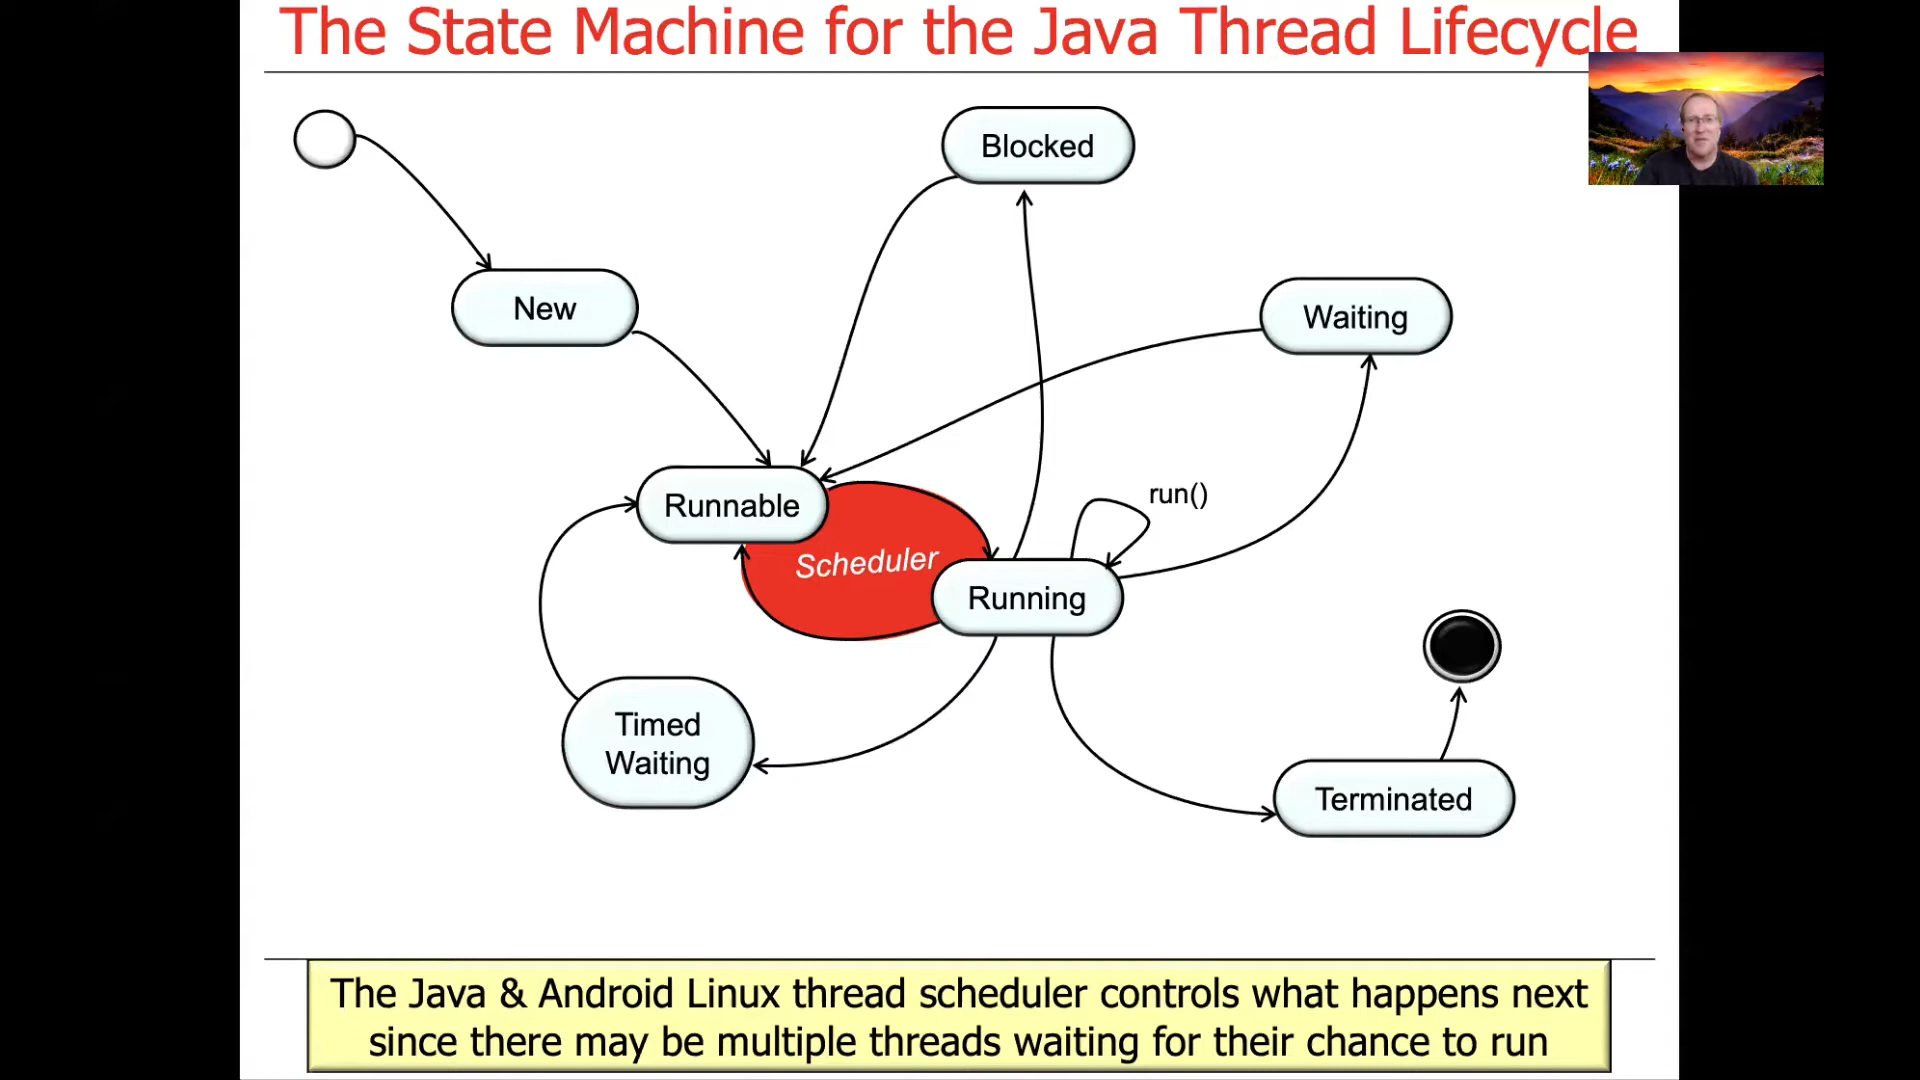 The State Machine for the Java Thread Lifecycle
Blocked
New
Waiting
Runnable
run()
Scheduler
Running
Timed
Waiting
Terminated
The Java & Android Linux thread scheduler controls what happens next
since there may be multiple threads waiting for their chance to run